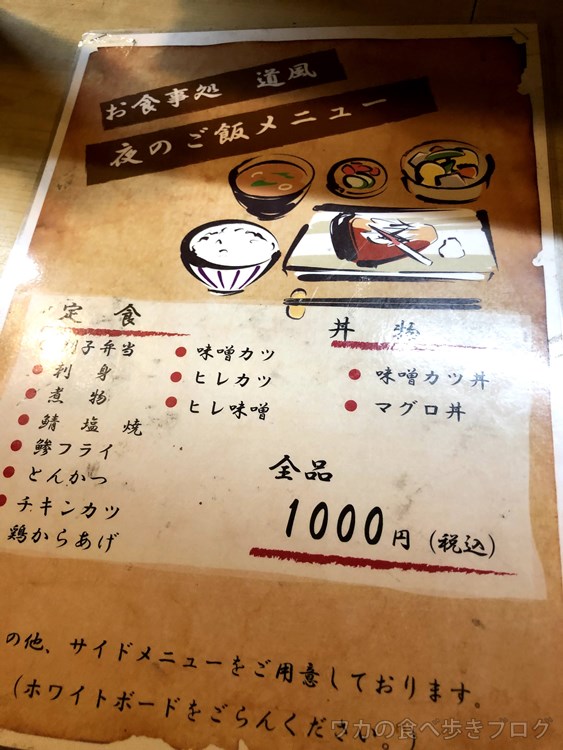 お食事処 道風
夜のご飯メニュー
定食
子弁当
刺身
煮物
鯖塩焼
鯵フライ
とんかつ
チキンカツ
鶏からあげ
味噌カツ
ヒレカツ
ヒレ味噌
丼物
味噌カツ丼
マグロ丼
全品
1000円(税込)
の他、サイドメニューをご用意しております。
(ホワイトボードをごらんください。)
ワカの食べ歩きブログ